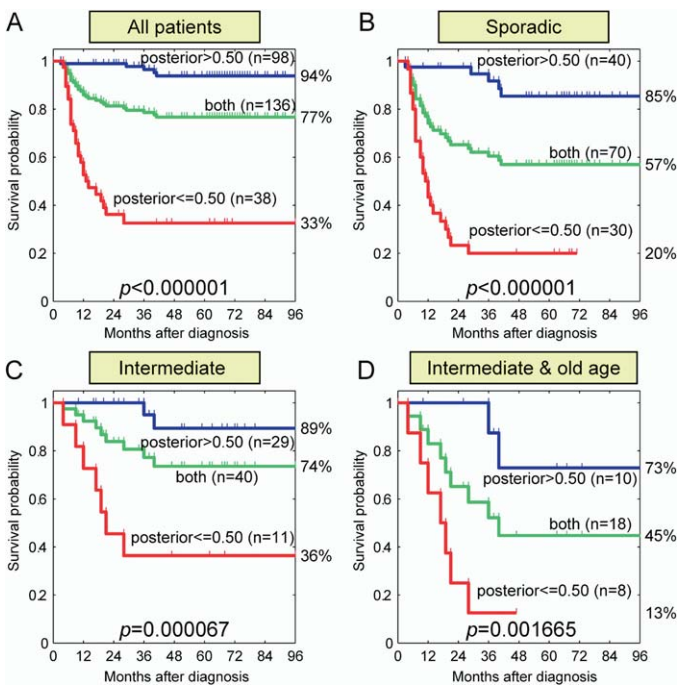 A
All patients
Survival probability
1
0.8
0.6
0.4
0.2
0
posterior>0.50 (n=98)
94%
both (n=136)
77%
posterior<=0.50 (n=38)
33%
p<0.000001
0 12 24 36 48 60 72 84 96
Months after diagnosis
B
Sporadic
Survival probability
1
0.8
0.6
0.4
0.2
0
posterior>0.50 (n=40)
85%
both (n=70)
57%
posterior<=0.50 (n=30)
20%
p<0.000001
0 12 24 36 48 60 72 84 96
Months after diagnosis
C
Intermediate
Survival probability
1
0.8
0.6
0.4
0.2
0
89%
posterior>0.50 (n=29)
74%
both (n=40)
posterior<=0.50 (n=11)
36%
p=0.000067
0 12 24 36 48 60 72 84 96
Months after diagnosis
D
Intermediate & old age
Survival probability
1
0.8
0.6
0.4
0.2
0
73%
posterior>0.50 (n=10)
both (n=18)
45%
posterior<=0.50 (n=8)
13%
p=0.001665
0 12 24 36 48 60 72 84 96
Months after diagnosis